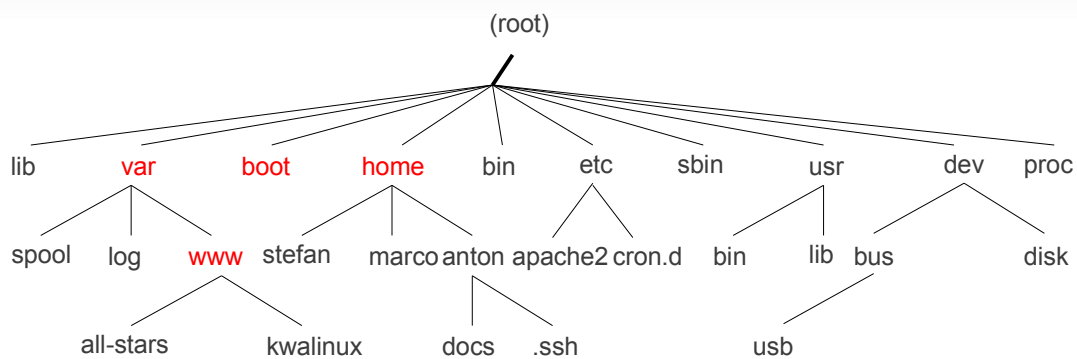 (root)
lib var boot home bin etc sbin usr dev proc
spool log www stefan marco anton apache2 cron.d bin lib bus disk
all-stars kwalinux docs .ssh usb